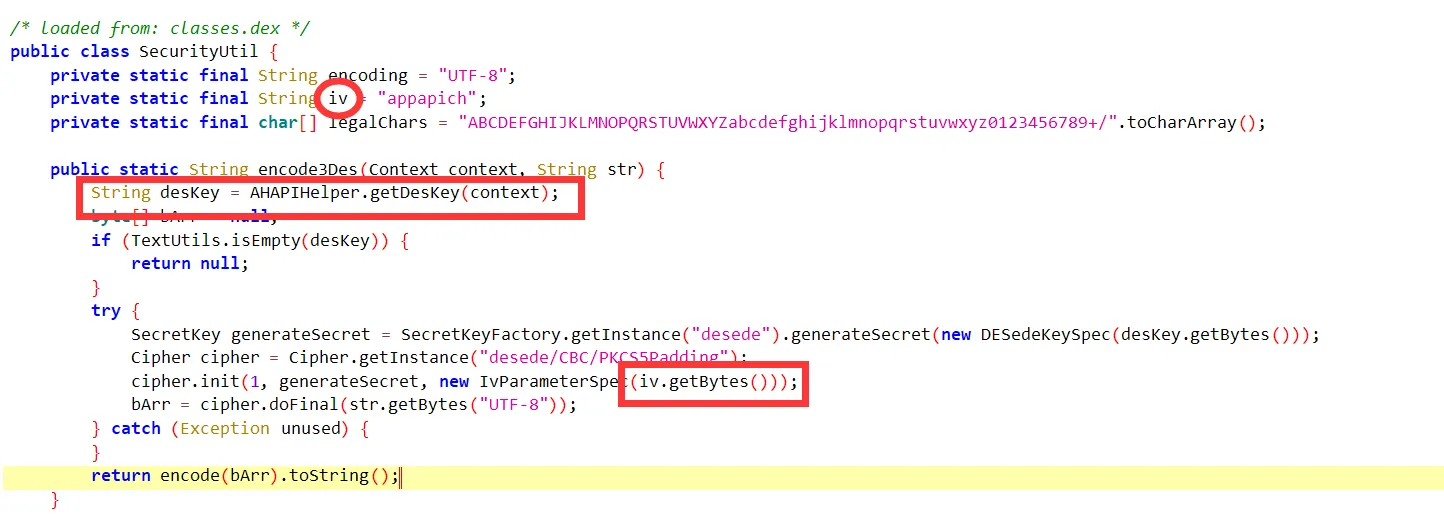 /* loaded from: classes.dex */
public class SecurityUtil {
private static final String encoding = "UTF-8";
private static final String iv = "appapich";
private static final char[] legalChars = "ABCDEFGHIJKLMNOPQRSTUVWXYZabcdefghijklmnopqrstuvwxyz0123456789+/".toCharArray();
public static String encode3Des(Context context, String str) {
String desKey = AHAPIHelper.getDesKey(context);
byte[] bArr = null;
if (TextUtils.isEmpty(desKey)) {
return null;
}
try {
SecretKey generateSecret = SecretKeyFactory.getInstance("desede").generateSecret(new DESedeKeySpec(desKey.getBytes()));
Cipher cipher = Cipher.getInstance("desede/CBC/PKCS5Padding");
cipher.init(1, generateSecret, new IvParameterSpec(iv.getBytes()));
bArr = cipher.doFinal(str.getBytes("UTF-8"));
} catch (Exception unused) {
}
return encode(bArr).toString();
}